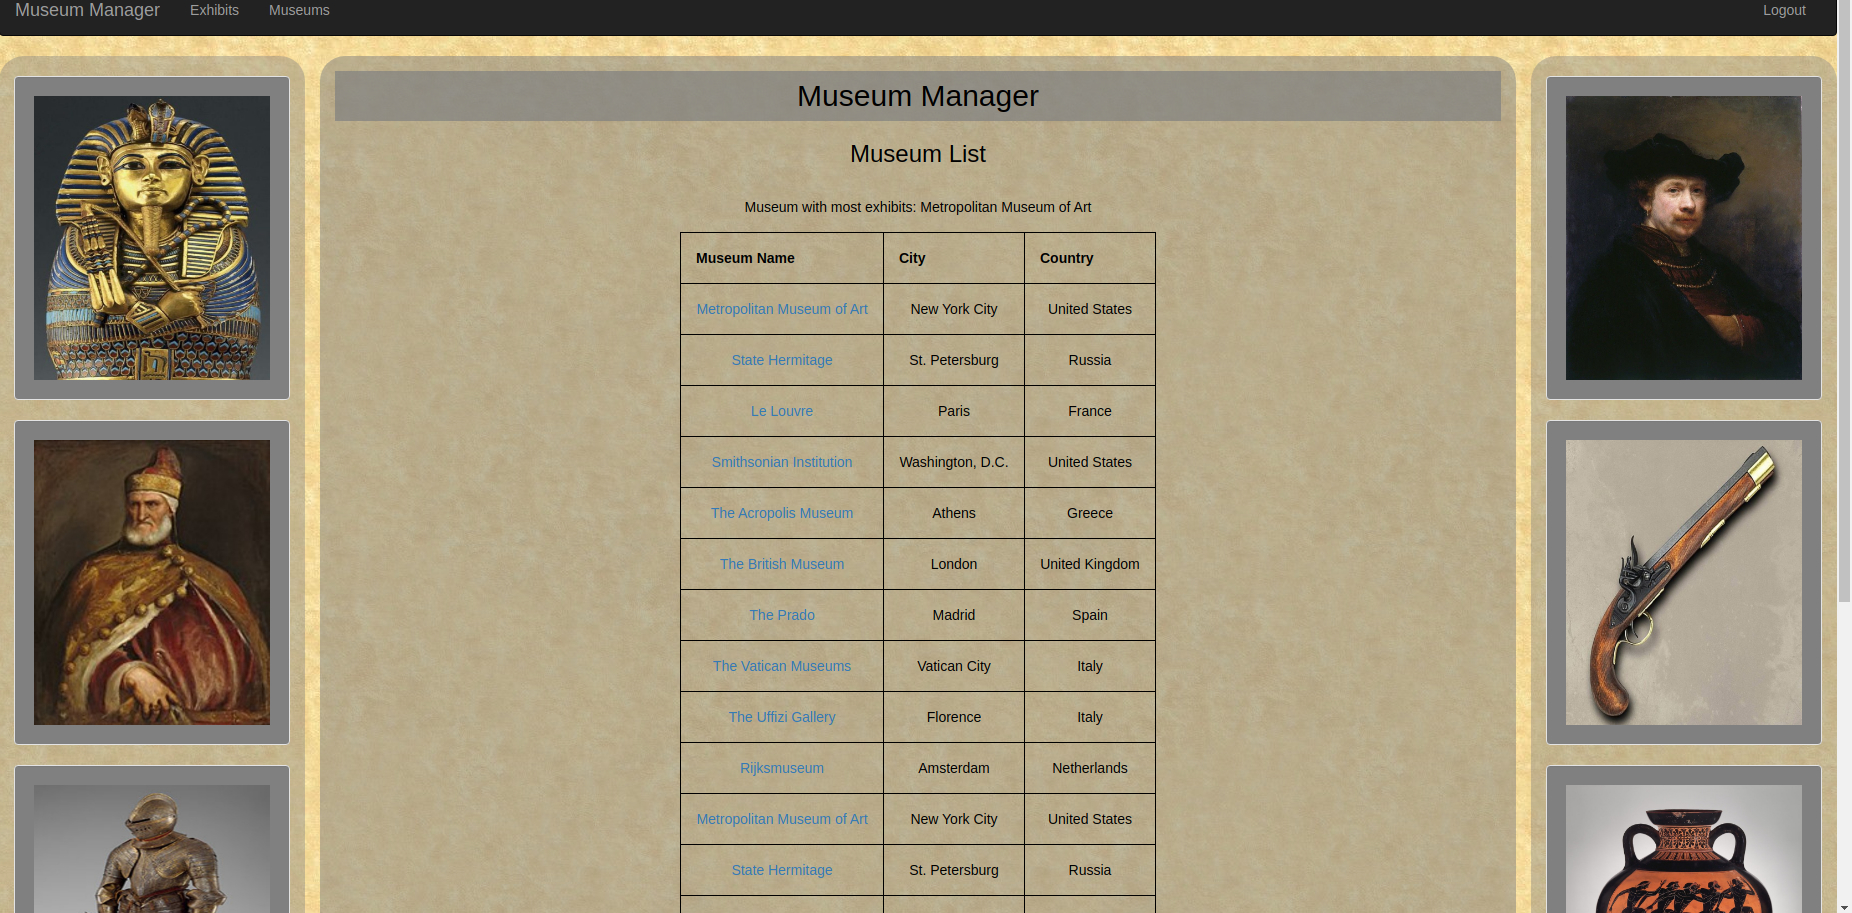 Museum Manager Exhibits Museums Logout
Museum Manager
Museum List
Museum with most exhibits: Metropolitan Museum of Art
Museum Name City Country
Metropolitan Museum of Art New York City United States
State Hermitage St. Petersburg Russia
Le Louvre Paris France
Smithsonian Institution Washington, D.C. United States
The Acropolis Museum Athens Greece
The British Museum London United Kingdom
The Prado Madrid Spain
The Vatican Museums Vatican City Italy
The Uffizi Gallery Florence Italy
Rijksmuseum Amsterdam Netherlands
Metropolitan Museum of Art New York City United States
State Hermitage St. Petersburg Russia